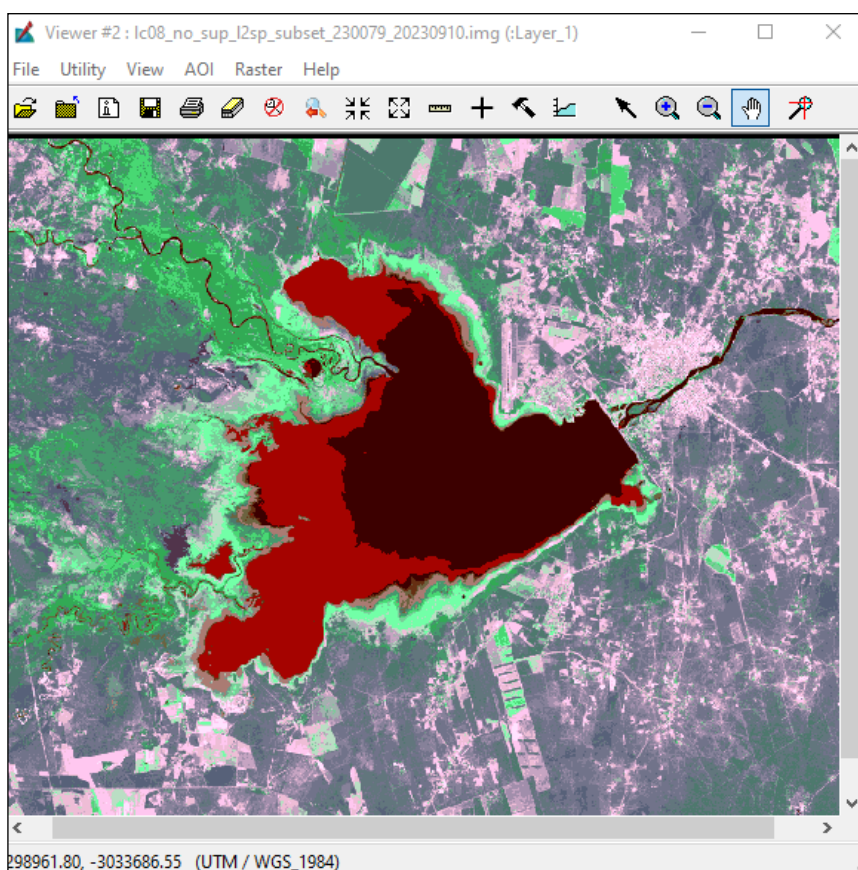 Viewer #2 : lc08_no_sup_l2sp_subset_230079_20230910.img (:Layer_1)
File Utility View AOI Raster Help
298961.80, -3033686.55 (UTM / WGS_1984)